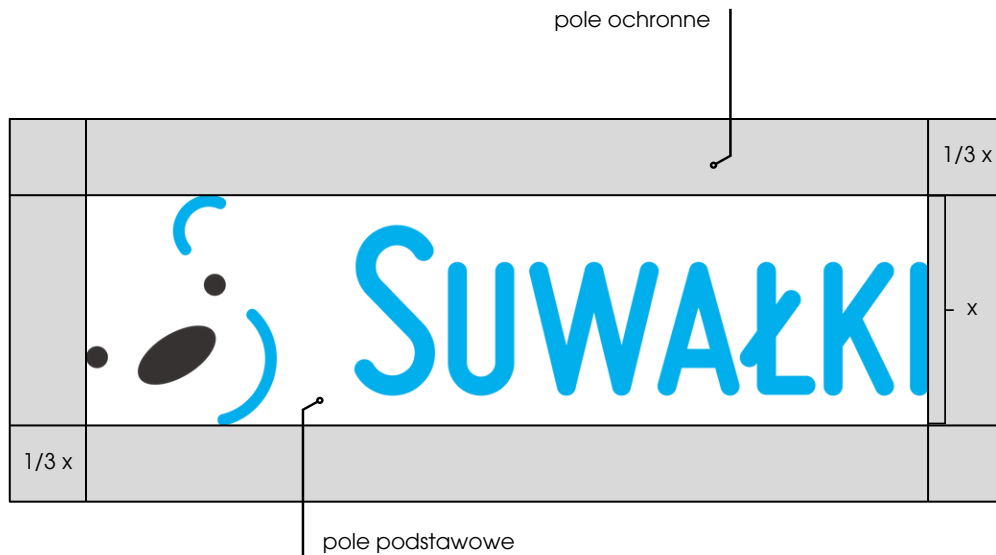 pole ochronne
1/3 x
SUWAŁKI
x
1/3 x
pole podstawowe